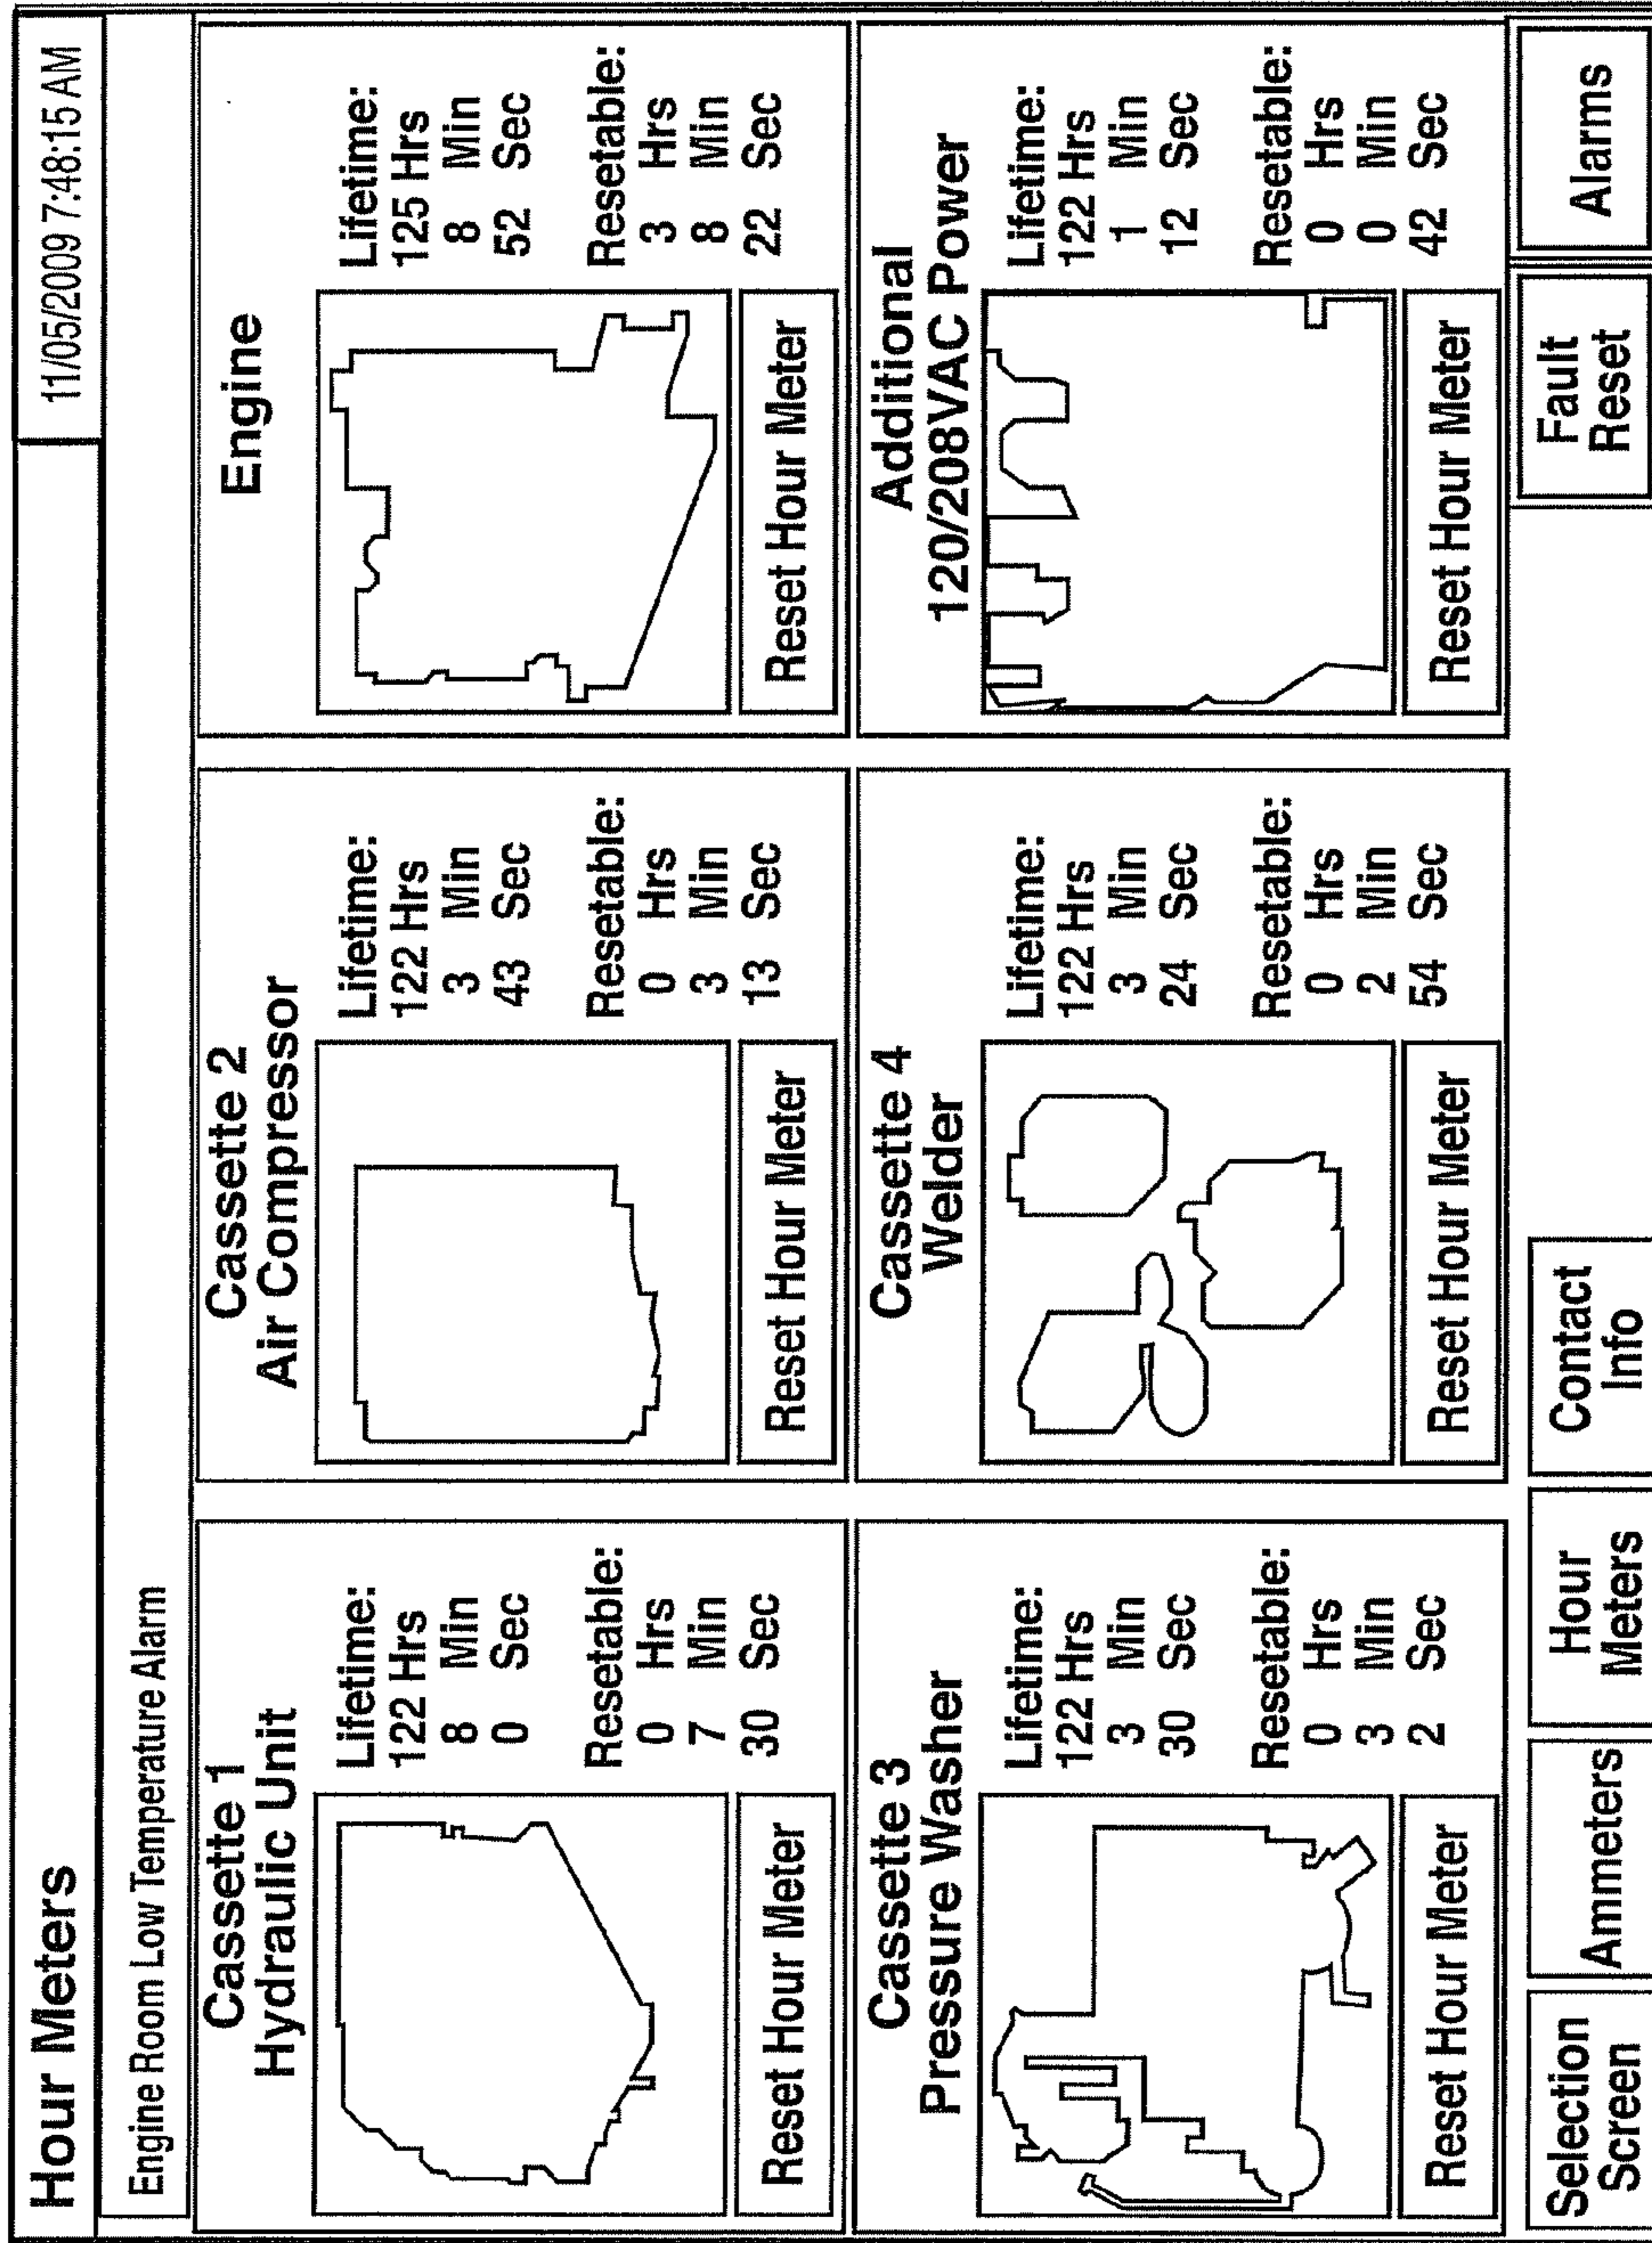 Hour Meters
11/05/2009 7:48:15 AM
Engine Room Low Temperature Alarm
Cassette 1
Hydraulic Unit
Lifetime:
122 Hrs
8 Min
0 Sec
Resetable:
0 Hrs
7 Min
30 Sec
Reset Hour Meter
Cassette 2
Air Compressor
Lifetime:
122 Hrs
3 Min
43 Sec
Resetable:
0 Hrs
3 Min
13 Sec
Reset Hour Meter
Engine
Lifetime:
125 Hrs
8 Min
52 Sec
Resetable:
3 Hrs
8 Min
22 Sec
Reset Hour Meter
Cassette 3
Pressure Washer
Lifetime:
122 Hrs
3 Min
30 Sec
Resetable:
0 Hrs
3 Min
2 Sec
Reset Hour Meter
Cassette 4
Welder
Lifetime:
122 Hrs
3 Min
24 Sec
Resetable:
0 Hrs
2 Min
54 Sec
Reset Hour Meter
Additional
120/208VAC Power
Lifetime:
122 Hrs
1 Min
12 Sec
Resetable:
0 Hrs
0 Min
42 Sec
Reset Hour Meter
Selection
Screen
Ammeters
Hour
Meters
Contact
Info
Fault
Reset
Alarms